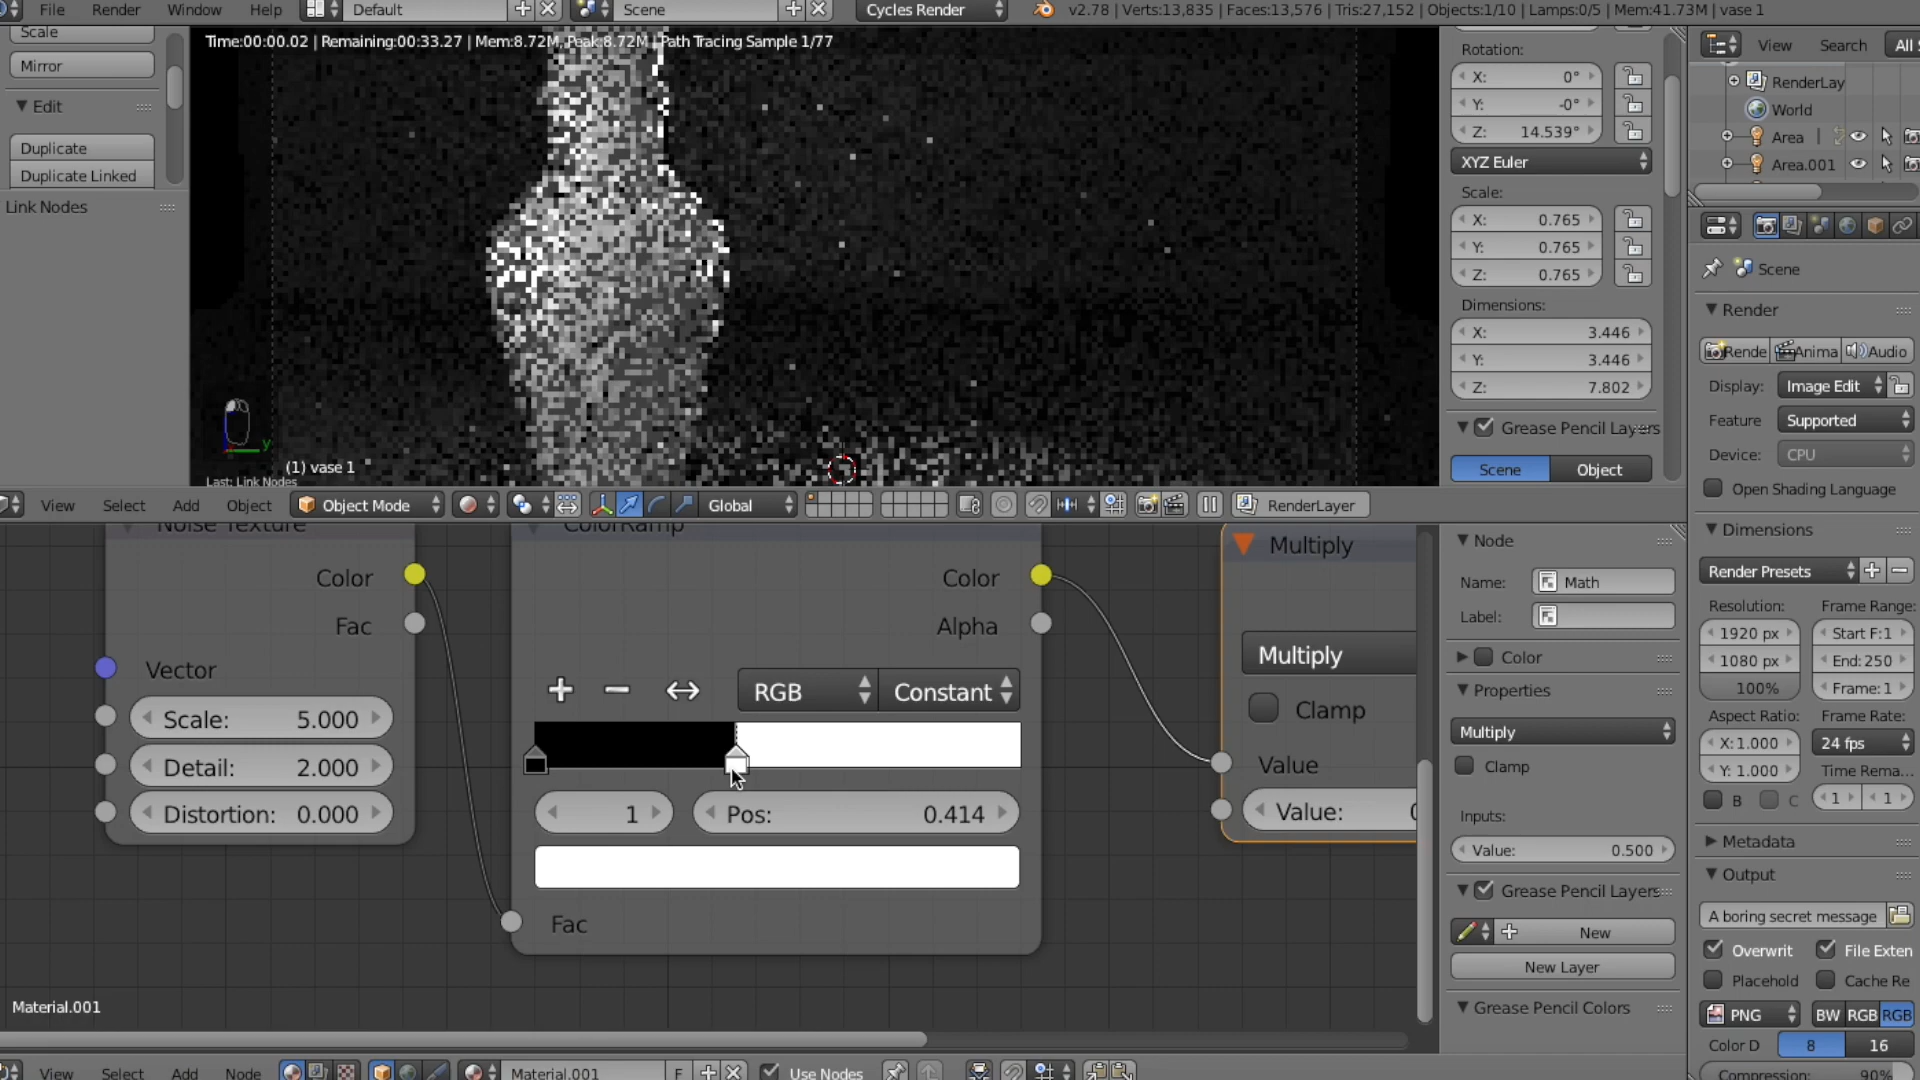 File Render Window Help Default Scene Cycles Render v2.78 | Verts:13,835 | Faces:13,576 | Tris:27,152 | Objects:1/10 | Lamps:0/5 | Mem:41.73M | vase 1
Scale
Mirror
Edit
Duplicate
Duplicate Linked
Link Nodes
Time:00:00.02 | Remaining:00:33.27 | Mem:8.72M, Peak:8.72M | Path Tracing Sample 1/77
y
(1) vase 1
Last: Link Nodes
Rotation:
X: 0°
Y: -0°
Z: 14.539°
XYZ Euler
Scale:
X: 0.765
Y: 0.765
Z: 0.765
Dimensions:
X: 3.446
Y: 3.446
Z: 7.802
Grease Pencil Layers
Scene Object
View Search All S
RenderLay
World
Area
Area.001
Scene
Render
Rende Anima Audio
Display: Image Edit
Feature Supported
Device: CPU
Open Shading Language
Dimensions
Render Presets
Resolution: Frame Range:
1920 px Start F:1
1080 px End: 250
100% Frame: 1
Aspect Ratio: Frame Rate:
X: 1.000 24 fps
Y: 1.000 Time Rema...
B C 1 1
Metadata
Output
A boring secret message
Overwrit File Exten
Placehold Cache Re
PNG BW RGB RGB
Color D 8 16
Compression: 90%
View Select Add Object Object Mode Global RenderLayer
Noise Texture
Color
Fac
Vector
Scale: 5.000
Detail: 2.000
Distortion: 0.000
ColorRamp
Color
Alpha
RGB Constant
1 Pos: 0.414
Fac
Multiply
Multiply
Clamp
Value
Value: 0
Node
Name: Math
Label:
Color
Properties
Multiply
Clamp
Inputs:
Value: 0.500
Grease Pencil Layers
New
New Layer
Grease Pencil Colors
Material.001
View Select Add Node Material.001 F Use Nodes